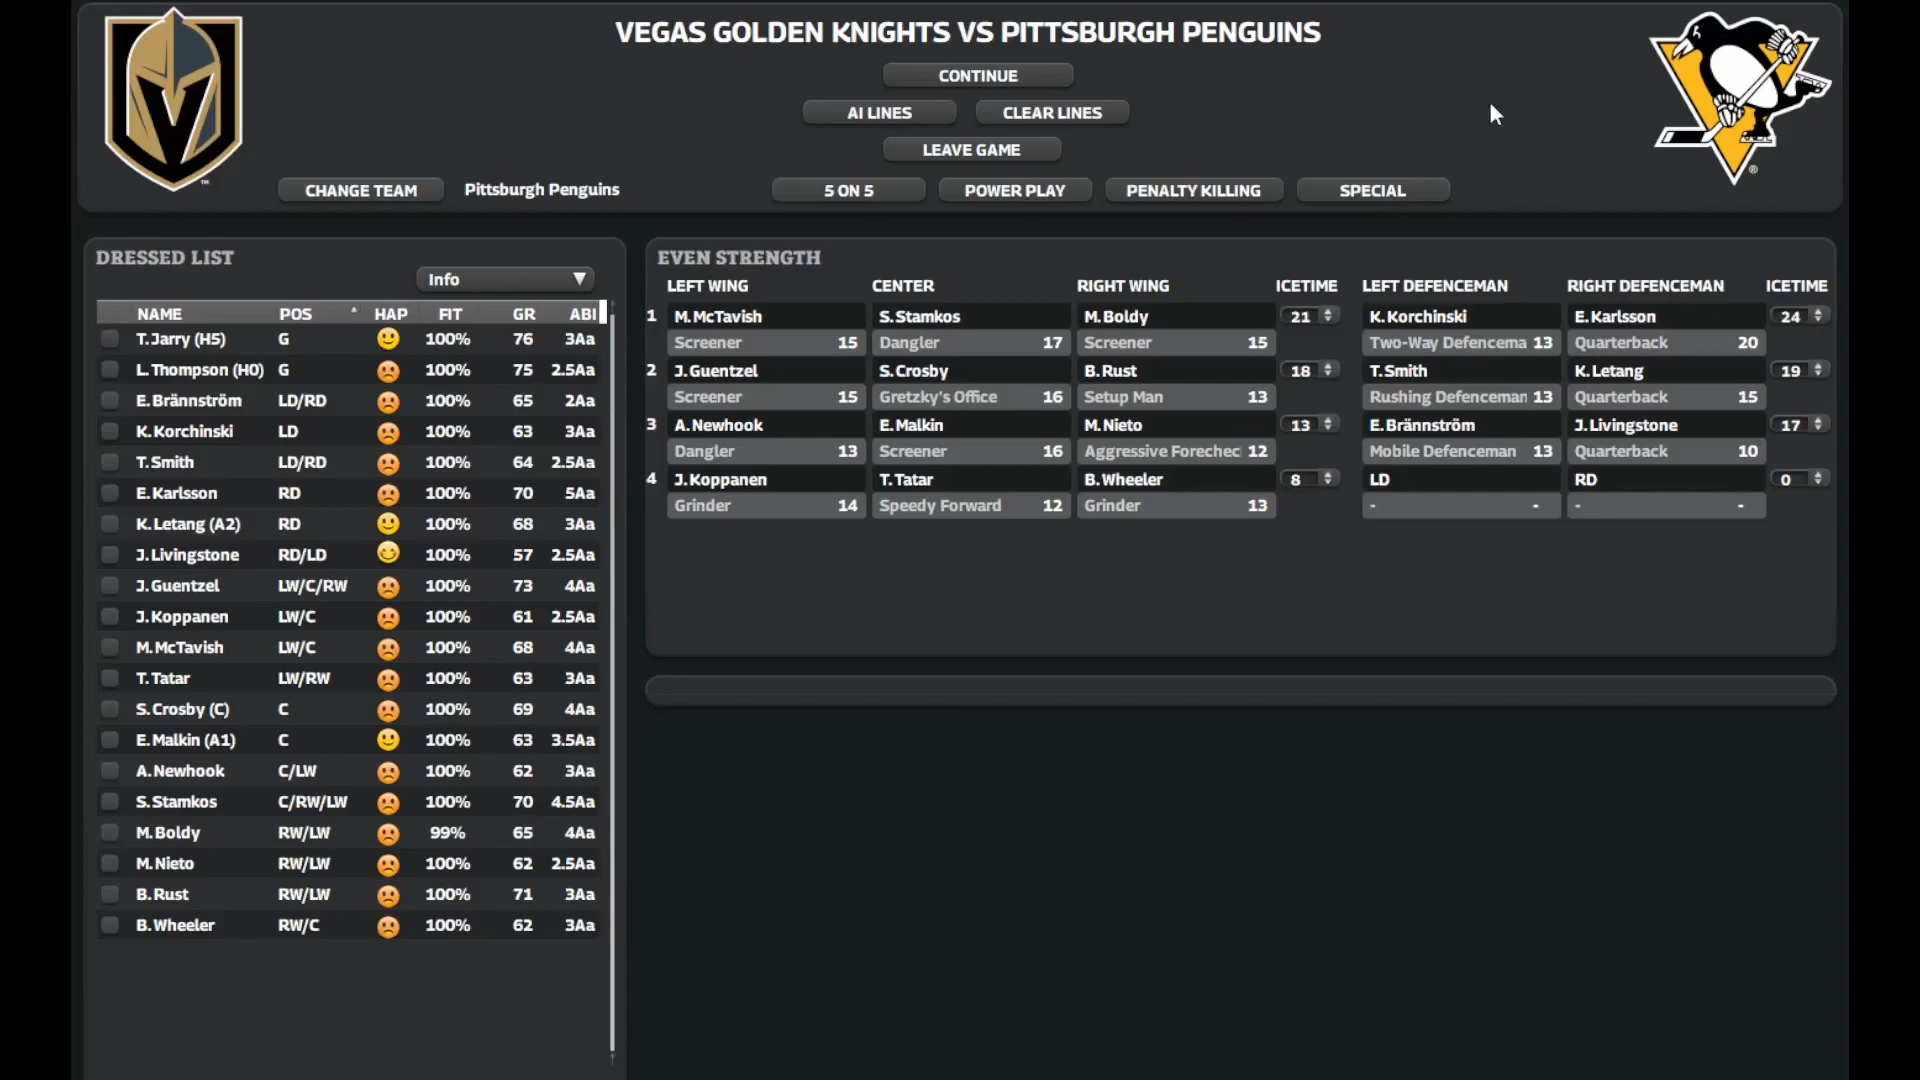 VEGAS GOLDEN KNIGHTS VS PITTSBURGH PENGUINS
CONTINUE
AI LINES CLEAR LINES
LEAVE GAME
CHANGE TEAM Pittsburgh Penguins 5 ON 5 POWER PLAY PENALTY KILLING SPECIAL
DRESSED LIST
Info
NAME POS HAP FIT GR ABI
T.Jarry (H5) G 100% 76 3Aa
L.Thompson (H0) G 100% 75 2.5Aa
E.Brännström LD/RD 100% 65 2Aa
K.Korchinski LD 100% 63 3Aa
T.Smith LD/RD 100% 64 2.5Aa
E.Karlsson RD 100% 70 5Aa
K.Letang (A2) RD 100% 68 3Aa
J.Livingstone RD/LD 100% 57 2.5Aa
J.Guentzel LW/C/RW 100% 73 4Aa
J.Koppanen LW/C 100% 61 2.5Aa
M.McTavish LW/C 100% 68 4Aa
T.Tatar LW/RW 100% 63 3Aa
S.Crosby (C) C 100% 69 4Aa
E.Malkin (A1) C 100% 63 3.5Aa
A.Newhook C/LW 100% 62 3Aa
S.Stamkos C/RW/LW 100% 70 4.5Aa
M.Boldy RW/LW 99% 65 4Aa
M.Nieto RW/LW 100% 62 2.5Aa
B.Rust RW/LW 100% 71 3Aa
B.Wheeler RW/C 100% 62 3Aa
EVEN STRENGTH
LEFT WING CENTER RIGHT WING ICETIME LEFT DEFENCEMAN RIGHT DEFENCEMAN ICETIME
1 M.McTavish S.Stamkos M.Boldy 21 K.Korchinski E.Karlsson 24
Screener 15 Dangler 17 Screener 15 Two-Way Defencema 13 Quarterback 20
2 J.Guentzel S.Crosby B.Rust 18 T.Smith K.Letang 19
Screener 15 Gretzky's Office 16 Setup Man 13 Rushing Defenceman 13 Quarterback 15
3 A.Newhook E.Malkin M.Nieto 13 E.Brännström J.Livingstone 17
Dangler 13 Screener 16 Aggressive Forechec 12 Mobile Defenceman 13 Quarterback 10
4 J.Koppanen T.Tatar B.Wheeler 8 LD RD 0
Grinder 14 Speedy Forward 12 Grinder 13 - - - -